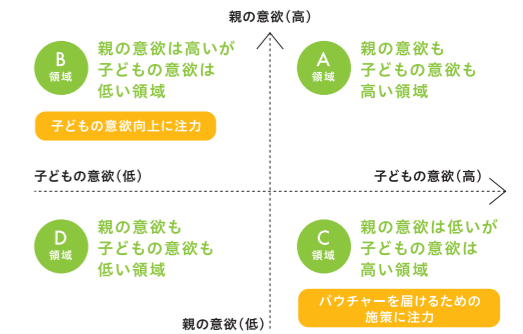 親の意欲（高）
B
領域
親の意欲は高いが
子どもの意欲は
低い領域
子どもの意欲向上に注力
A
領域
親の意欲も
子どもの意欲も
高い領域
子どもの意欲（低）
子どもの意欲（高）
D
領域
親の意欲も
子どもの意欲も
低い領域
C
領域
親の意欲は低いが
子どもの意欲は
高い領域
バウチャーを届けるための
施策に注力
親の意欲（低）